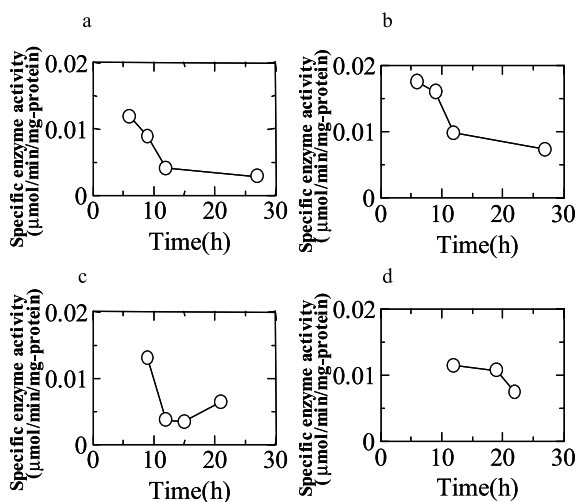 a
b
Specific enzyme activity
(μmol/min/mg-protein)
0.02
0.01
0
0 10 20 30
Time(h)
Specific enzyme activity
(μmol/min/mg-protein)
0.02
0.01
0
0 10 20 30
Time(h)
c
d
Specific enzyme activity
(μmol/min/mg-protein)
0.02
0.01
0
0 10 20 30
Time(h)
Specific enzyme activity
(μmol/min/mg-protein)
0.02
0.01
0
0 10 20 30
Time(h)